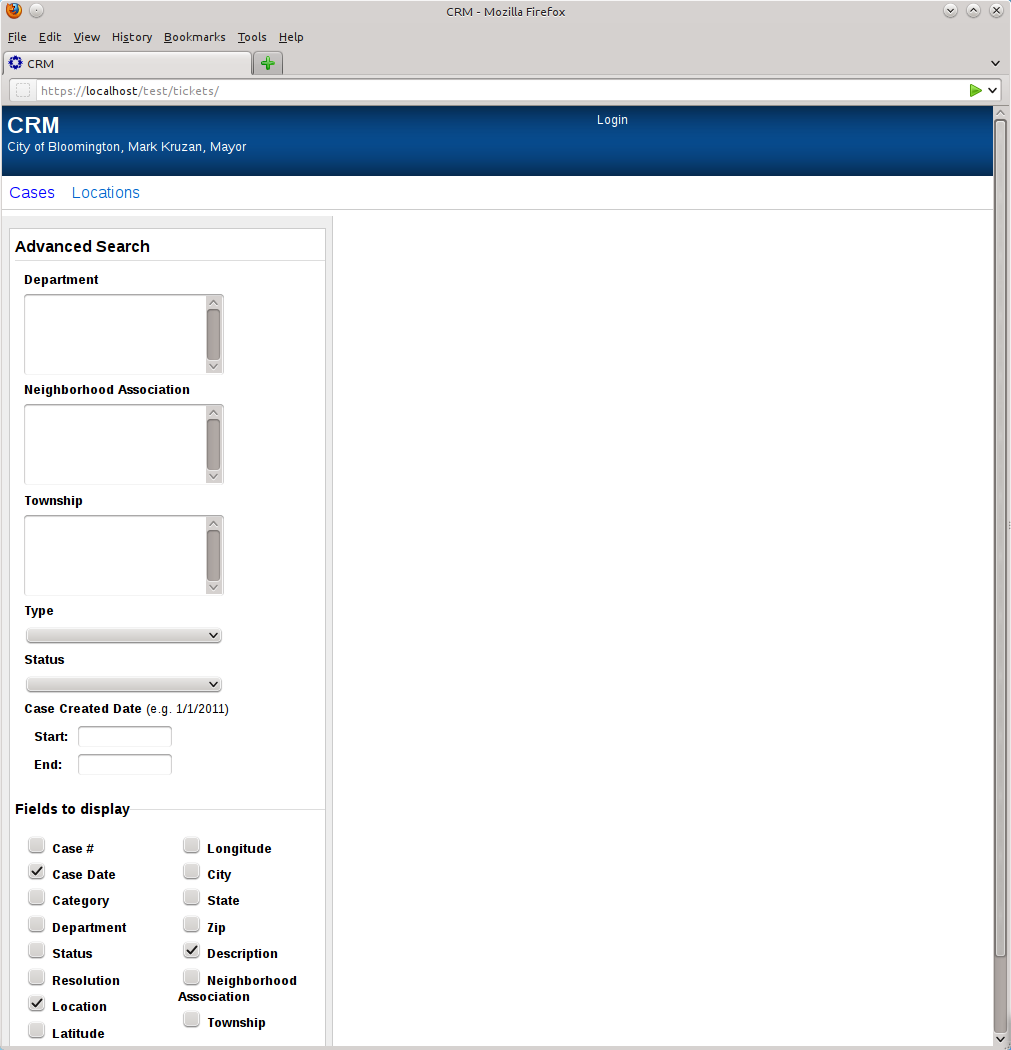 CRM - Mozilla Firefox
File Edit View History Bookmarks Tools Help
CRM
https://localhost/test/tickets/
CRM
Login
City of Bloomington, Mark Kruzan, Mayor
Cases Locations
Advanced Search
Department
Neighborhood Association
Township
Type
Status
Case Created Date (e.g. 1/1/2011)
Start:
End:
Fields to display
Case #
Case Date
Category
Department
Status
Resolution
Location
Latitude
Longitude
City
State
Zip
Description
Neighborhood
Association
Township